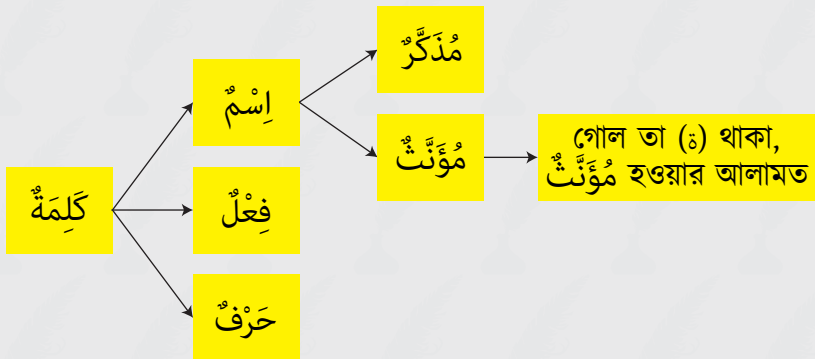 كَلِمَةٌ
اِسْمٌ
فِعْلٌ
حَرْفٌ
مُذَكَّرٌ
مُؤَنَّثٌ
গোল তা (ة) থাকা,
مُؤَنَّثٌ হওয়ার আলামত